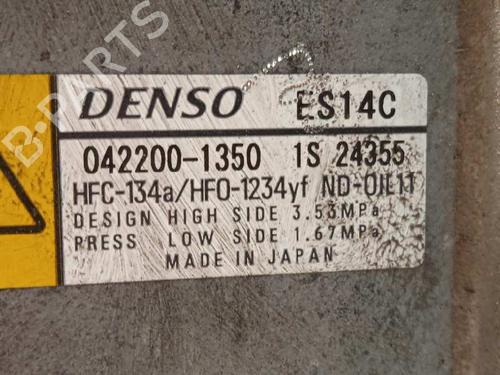 B-PARTS
DENSO ES14C
042200-1350 1S 24355
HFC-134a/HFO-1234yf ND-OIL11
DESIGN HIGH SIDE 3.53MPa
PRESS LOW SIDE 1.67MPa
MADE IN JAPAN